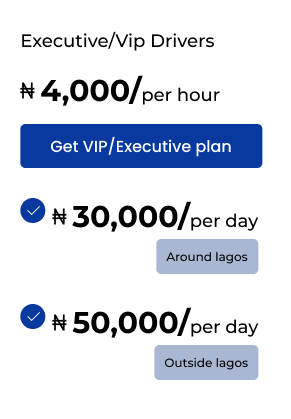 Executive/Vip Drivers
₦ 4,000/per hour
Get VIP/Executive plan
₦ 30,000/per day
Around lagos
₦ 50,000/per day
Outside lagos